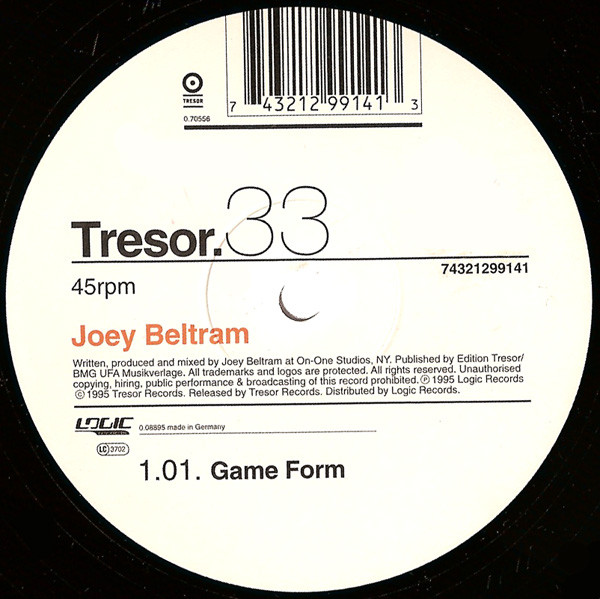 TRESOR
0.70556
7 43212 99141 3
Tresor.33
74321299141
45rpm
Joey Beltram
Written, produced and mixed by Joey Beltram at On-One Studios, NY. Published by Edition Tresor/
BMG UFA Musikverlage. All trademarks and logos are protected. All rights reserved. Unauthorised
copying, hiring, public performance & broadcasting of this record prohibited. ℗ 1995 Logic Records
© 1995 Tresor Records. Released by Tresor Records. Distributed by Logic Records.
LOGIC
0.08895 made in Germany
LC 3702
1.01. Game Form